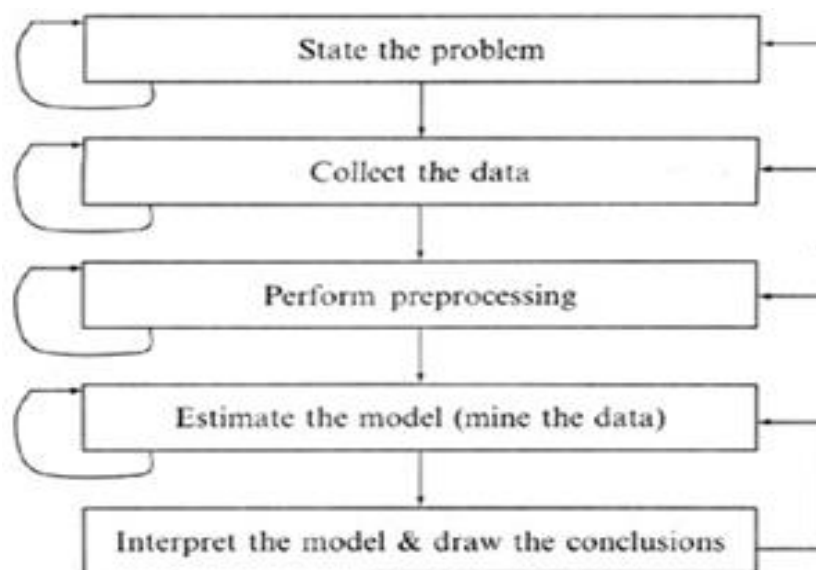 State the problem
Collect the data
Perform preprocessing
Estimate the model (mine the data)
Interpret the model & draw the conclusions